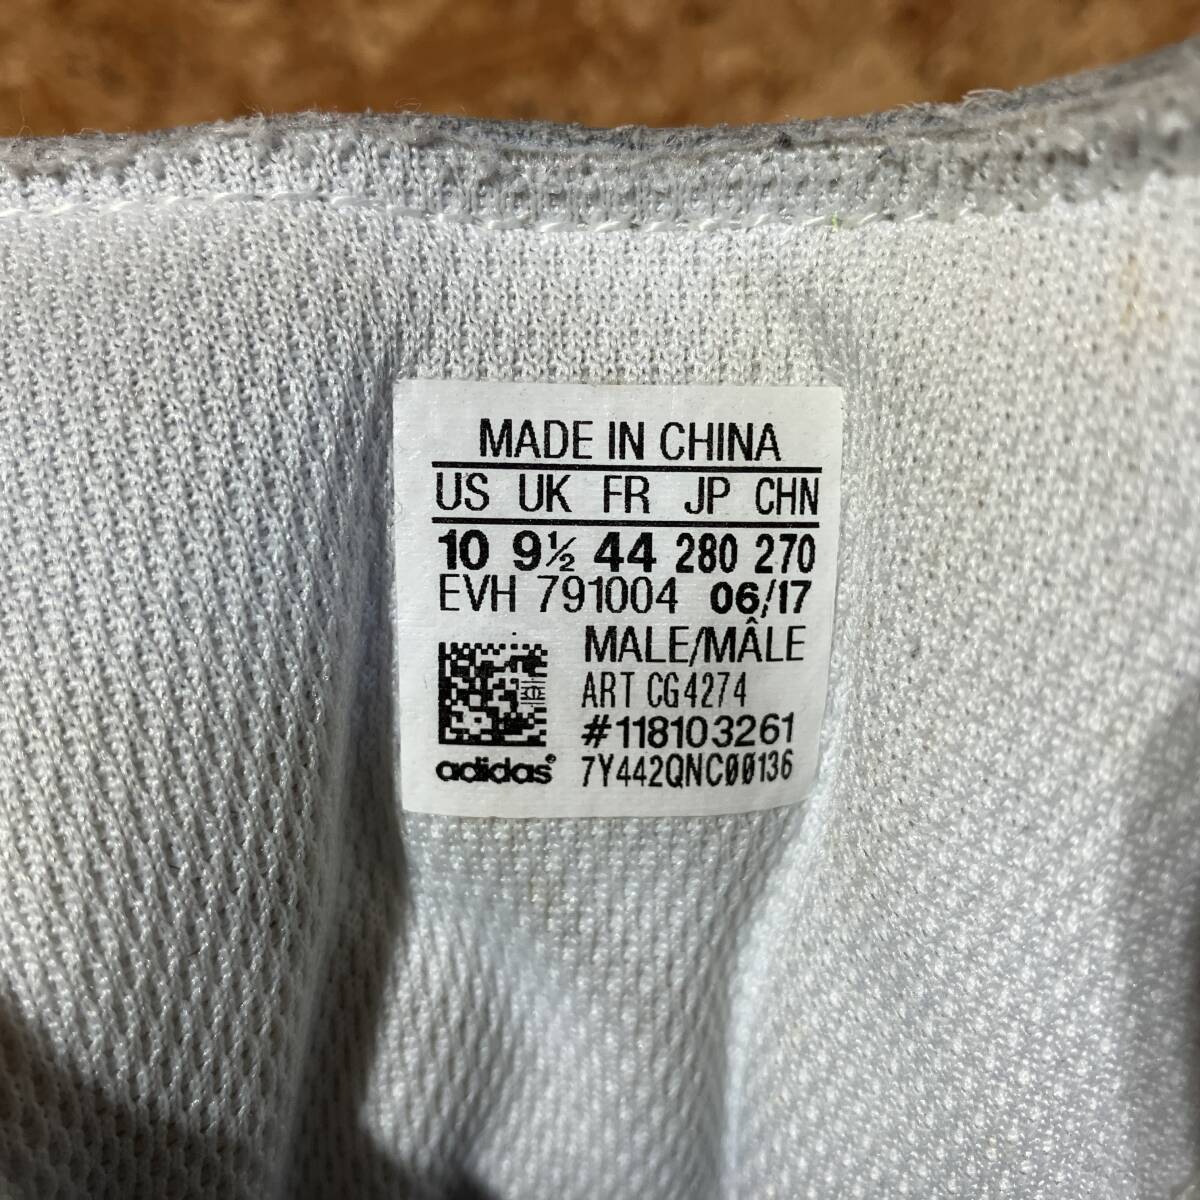 MADE IN CHINA
US UK FR JP CHN
10 9½ 44 280 270
EVH 791004 06/17
MALE/MÂLE
ART CG4274
#118103261
adidas® 7Y442QNC00136